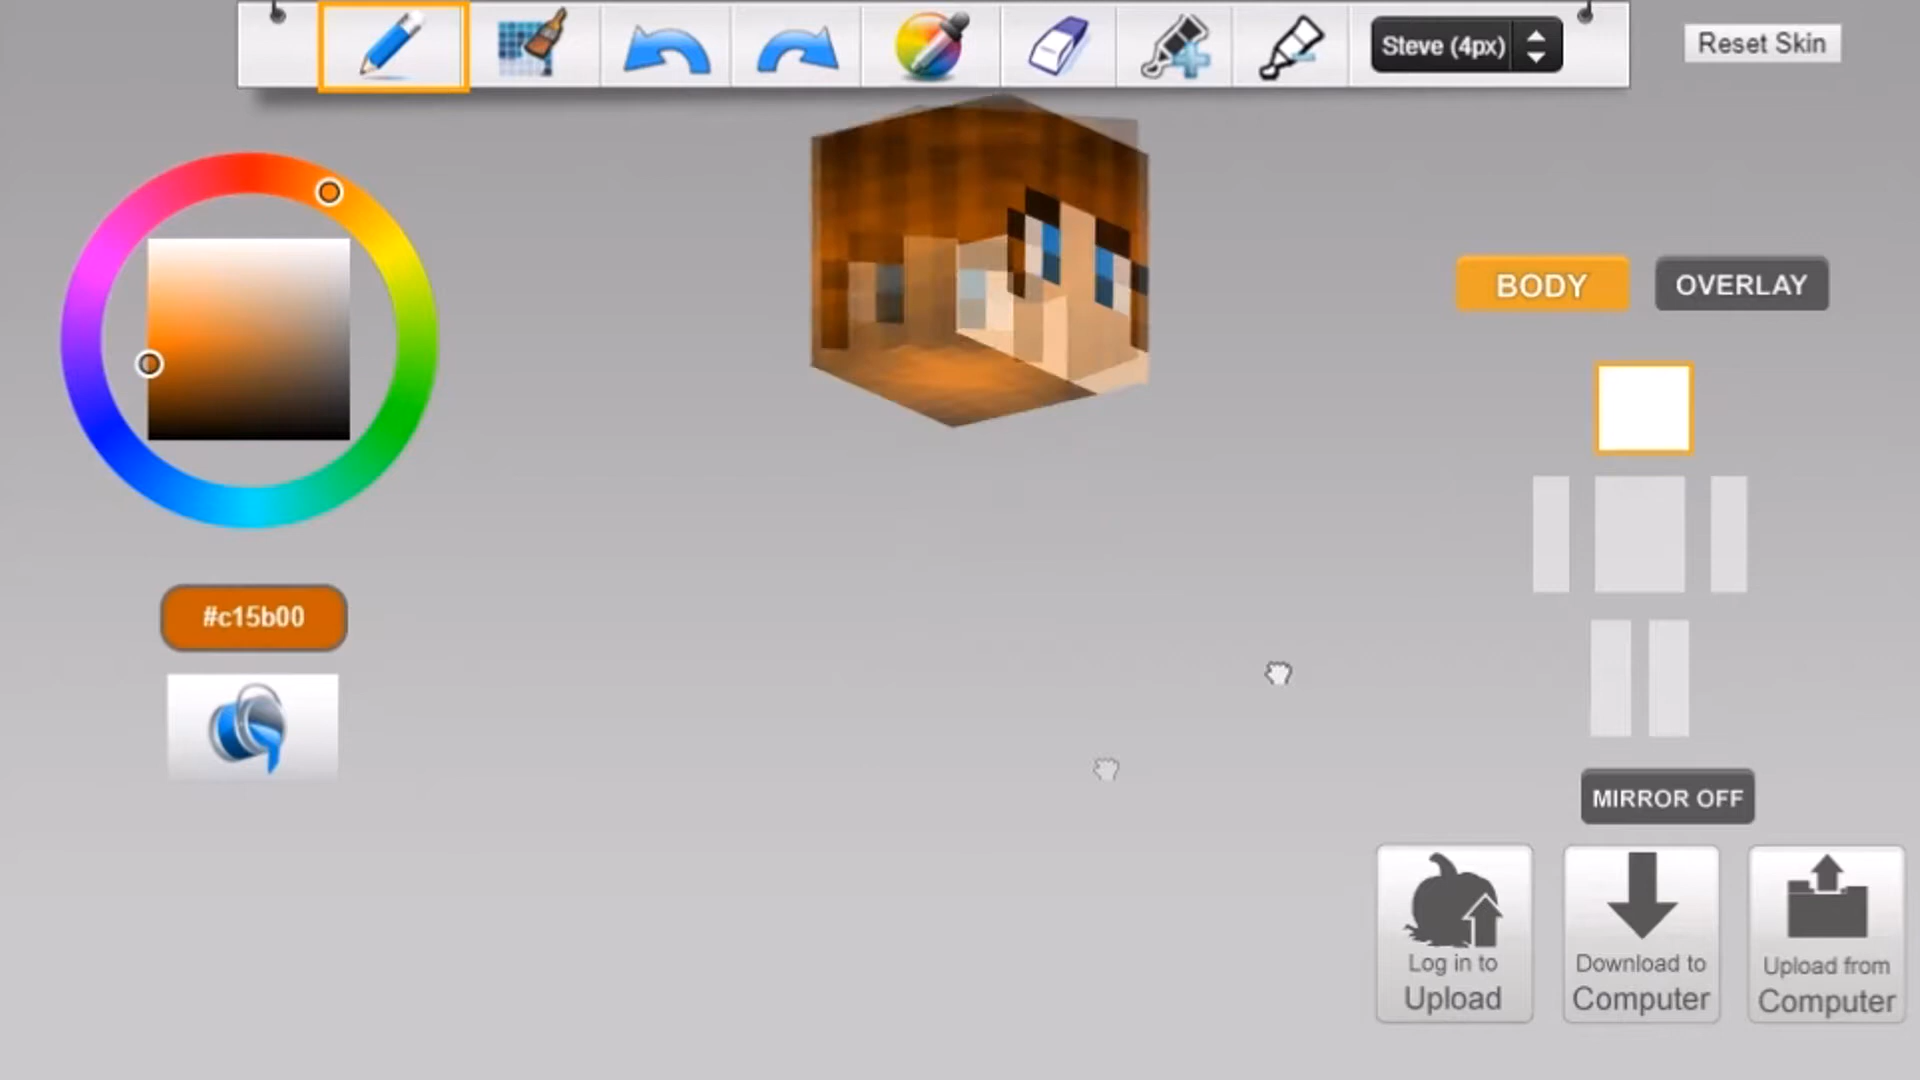 Steve (4px)
Reset Skin
BODY
OVERLAY
#c15b00
MIRROR OFF
Log in to
Upload
Download to
Computer
Upload from
Computer